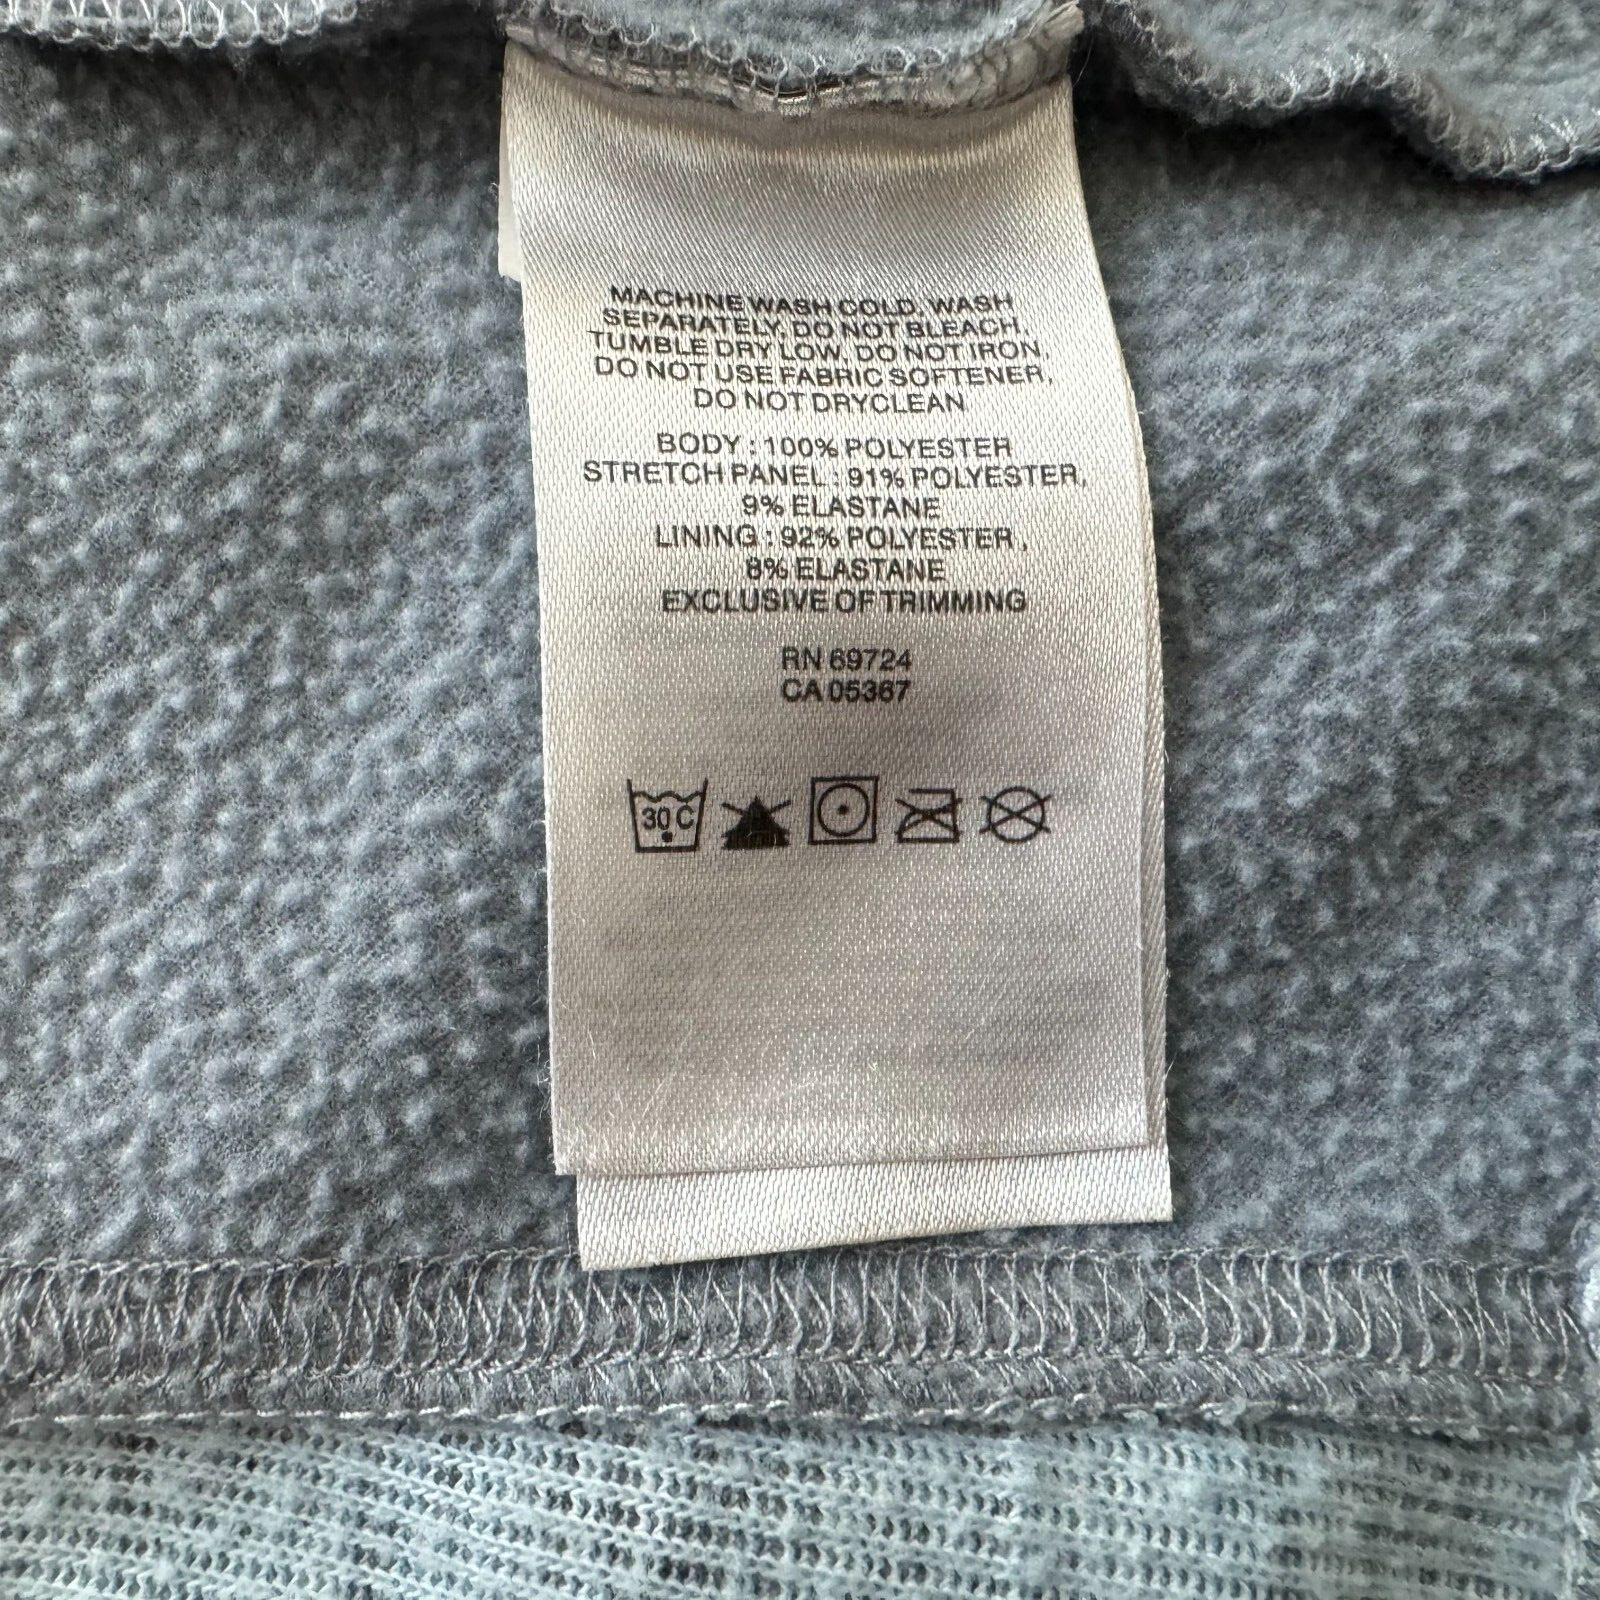 MACHINE WASH COLD, WASH
SEPARATELY, DO NOT BLEACH,
TUMBLE DRY LOW, DO NOT IRON,
DO NOT USE FABRIC SOFTENER,
DO NOT DRYCLEAN
BODY : 100% POLYESTER
STRETCH PANEL : 91% POLYESTER,
9% ELASTANE
LINING : 92% POLYESTER ,
8% ELASTANE
EXCLUSIVE OF TRIMMING
RN 69724
CA 05367
30 C